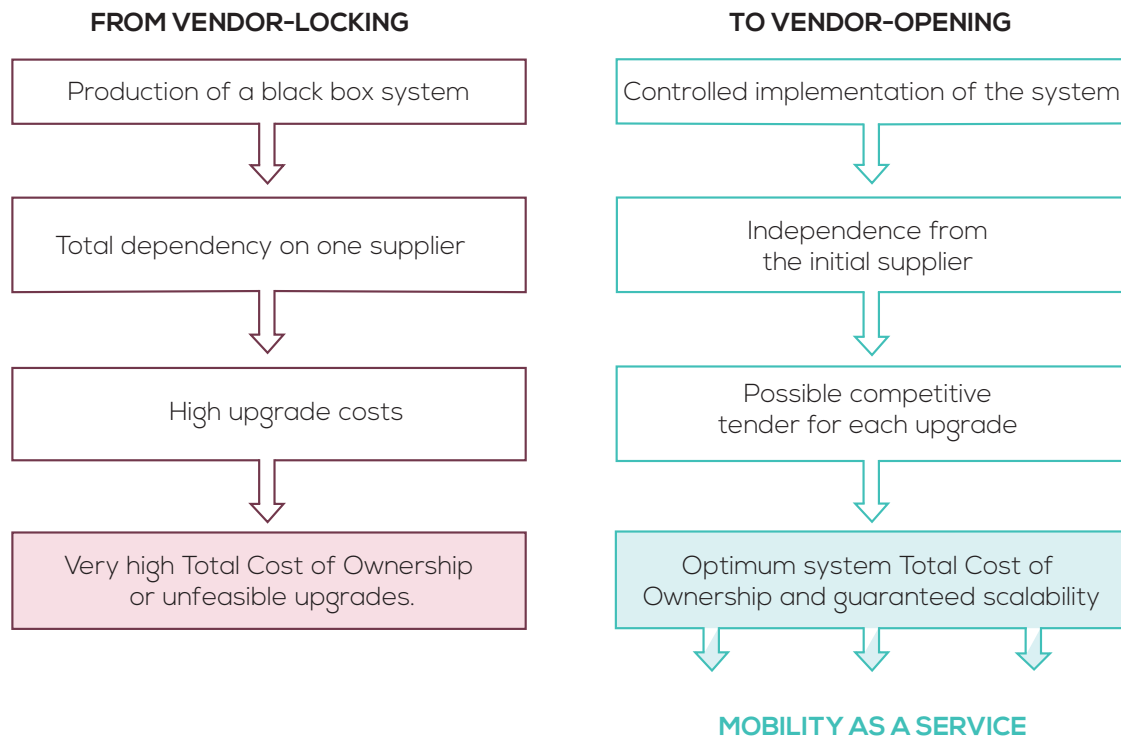 FROM VENDOR-LOCKING
Production of a black box system
Total dependency on one supplier
High upgrade costs
Very high Total Cost of Ownership
or unfeasible upgrades.
TO VENDOR-OPENING
Controlled implementation of the system
Independence from
the initial supplier
Possible competitive
tender for each upgrade
Optimum system Total Cost of
Ownership and guaranteed scalability
MOBILITY AS A SERVICE